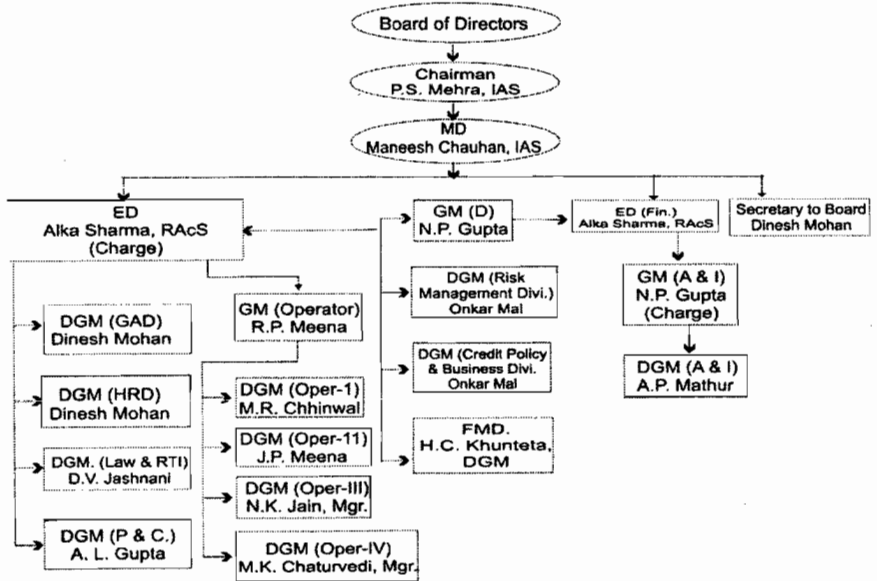 Board of Directors
Chairman
P.S. Mehra, IAS
MD
Maneesh Chauhan, IAS
ED
Alka Sharma, RAcS
(Charge)
GM (D)
N.P. Gupta
ED (Fin.)
Alka Sharma, RAcS
Secretary to Board
Dinesh Mohan
DGM (GAD)
Dinesh Mohan
GM (Operator)
R.P. Meena
DGM (Risk
Management Divi.)
Onkar Mal
GM (A & I)
N.P. Gupta
(Charge)
DGM (HRD)
Dinesh Mohan
DGM (Oper-1)
M.R. Chhinwal
DGM (Credit Policy
& Business Divi.
Onkar Mal
DGM (A & I)
A.P. Mathur
DGM. (Law & RTI)
D.V. Jashnani
DGM (Oper-11)
J.P. Meena
FMD.
H.C. Khunteta,
DGM
DGM (Oper-III)
N.K. Jain, Mgr.
DGM (P & C.)
A. L. Gupta
DGM (Oper-IV)
M.K. Chaturvedi, Mgr.